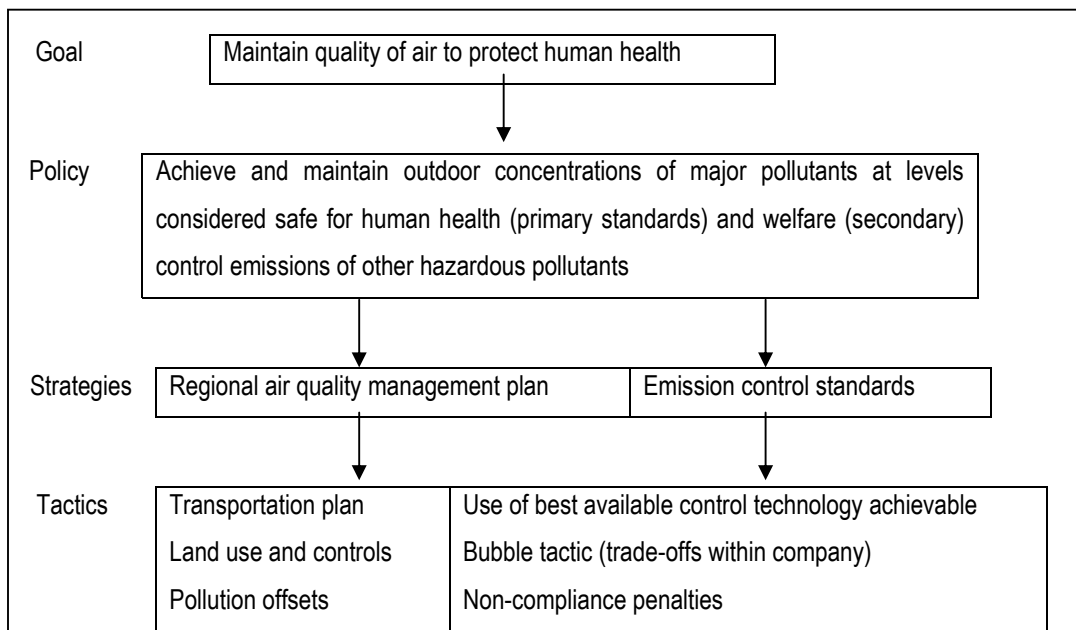 Goal
Maintain quality of air to protect human health
Policy
Achieve and maintain outdoor concentrations of major pollutants at levels
considered safe for human health (primary standards) and welfare (secondary)
control emissions of other hazardous pollutants
Strategies
Regional air quality management plan
Emission control standards
Tactics
Transportation plan
Land use and controls
Pollution offsets
Use of best available control technology achievable
Bubble tactic (trade-offs within company)
Non-compliance penalties